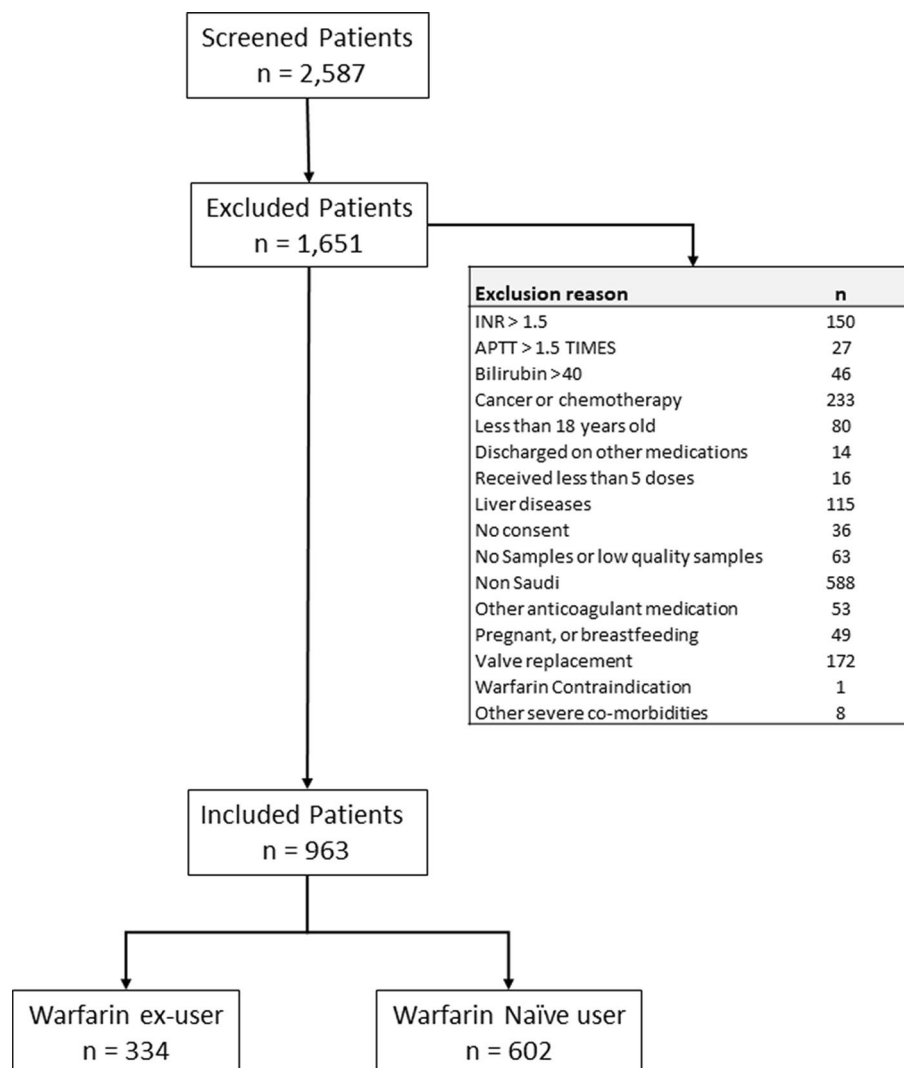 Screened Patients
n = 2,587
Excluded Patients
n = 1,651
Exclusion reason n
INR > 1.5 150
APTT > 1.5 TIMES 27
Bilirubin >40 46
Cancer or chemotherapy 233
Less than 18 years old 80
Discharged on other medications 14
Received less than 5 doses 16
Liver diseases 115
No consent 36
No Samples or low quality samples 63
Non Saudi 588
Other anticoagulant medication 53
Pregnant, or breastfeeding 49
Valve replacement 172
Warfarin Contraindication 1
Other severe co-morbidities 8
Included Patients
n = 963
Warfarin ex-user
n = 334
Warfarin Naïve user
n = 602